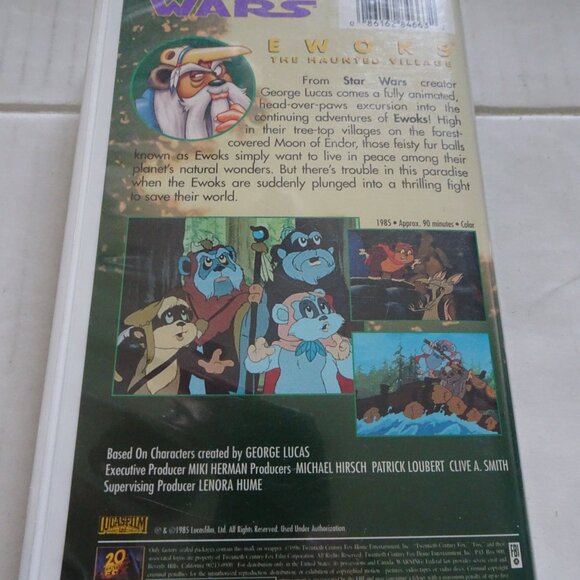 WARS
0 86162 84663
EWOKS
THE HAUNTED VILLAGE
From Star Wars creator
George Lucas comes a fully animated,
head-over-paws excursion into the
continuing adventures of Ewoks! High
in their tree-top villages on the forest-
covered Moon of Endor, those feisty fur balls
known as Ewoks simply want to live in peace among their
planet's natural wonders. But there's trouble in this paradise
when the Ewoks are suddenly plunged into a thrilling fight
to save their world.
1985 • Approx. 90 minutes • Color
Based On Characters created by GEORGE LUCAS
Executive Producer MIKI HERMAN Producers MICHAEL HIRSCH PATRICK LOUBERT CLIVE A. SMITH
Supervising Producer LENORA HUME
LUCASFILM
℗ & ©1985 Lucasfilm, Ltd. All Rights Reserved. Used Under Authorization.
20